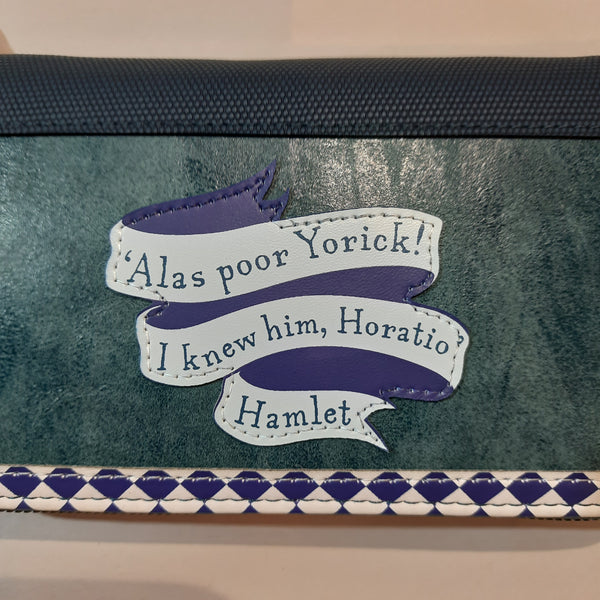 ‘Alas poor Yorick!
I knew him, Horatio’
Hamlet